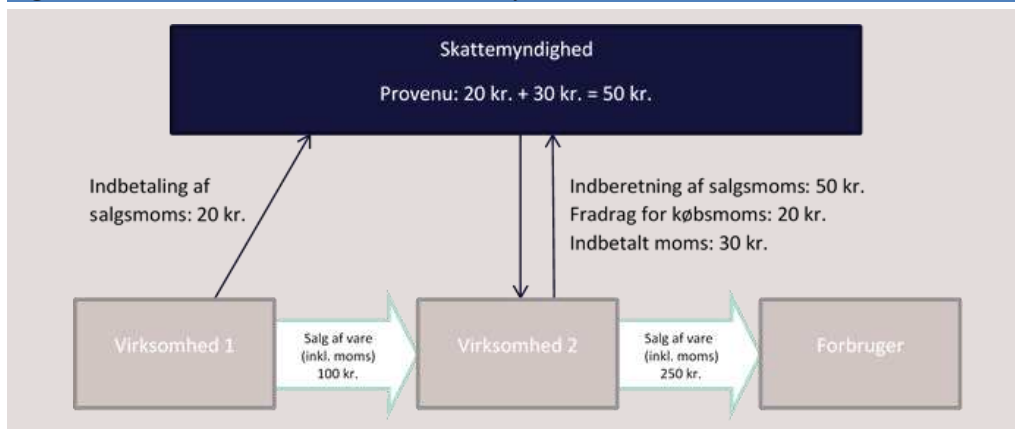 Skattemyndighed
Provenu: 20 kr. + 30 kr. = 50 kr.
Indbetaling af
salgsmoms: 20 kr.
Indberetning af salgsmoms: 50 kr.
Fradrag for købsmoms: 20 kr.
Indbetalt moms: 30 kr.
Virksomhed 1
Salg af vare
(inkl. moms)
100 kr.
Virksomhed 2
Salg af vare
(inkl. moms)
250 kr.
Forbruger